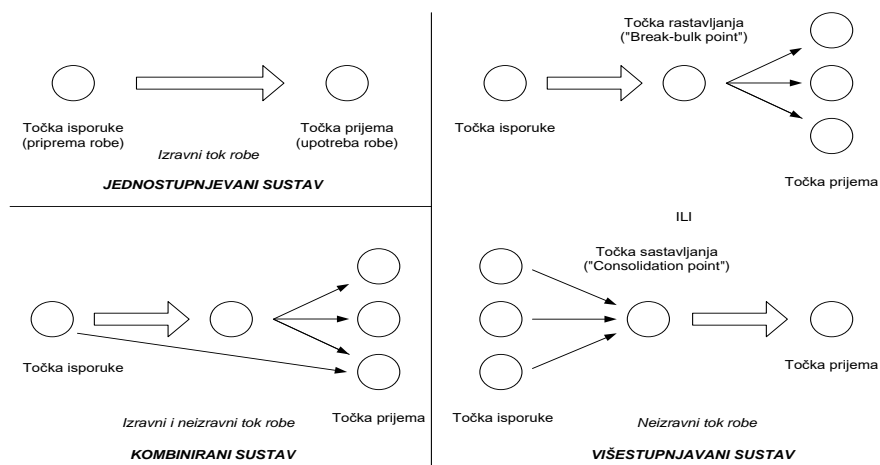 Točka isporuke
(priprema robe)
Točka prijema
(upotreba robe)
Izravni tok robe
JEDNOSTUPNJEVANI SUSTAV
Točka rastavljanja
("Break-bulk point")
Točka isporuke
Točka prijema
ILI
Točka isporuke
Točka prijema
Izravni i neizravni tok robe
KOMBINIRANI SUSTAV
Točka sastavljanja
("Consolidation point")
Točka prijema
Točka isporuke
Neizravni tok robe
VIŠESTUPNJAVANI SUSTAV